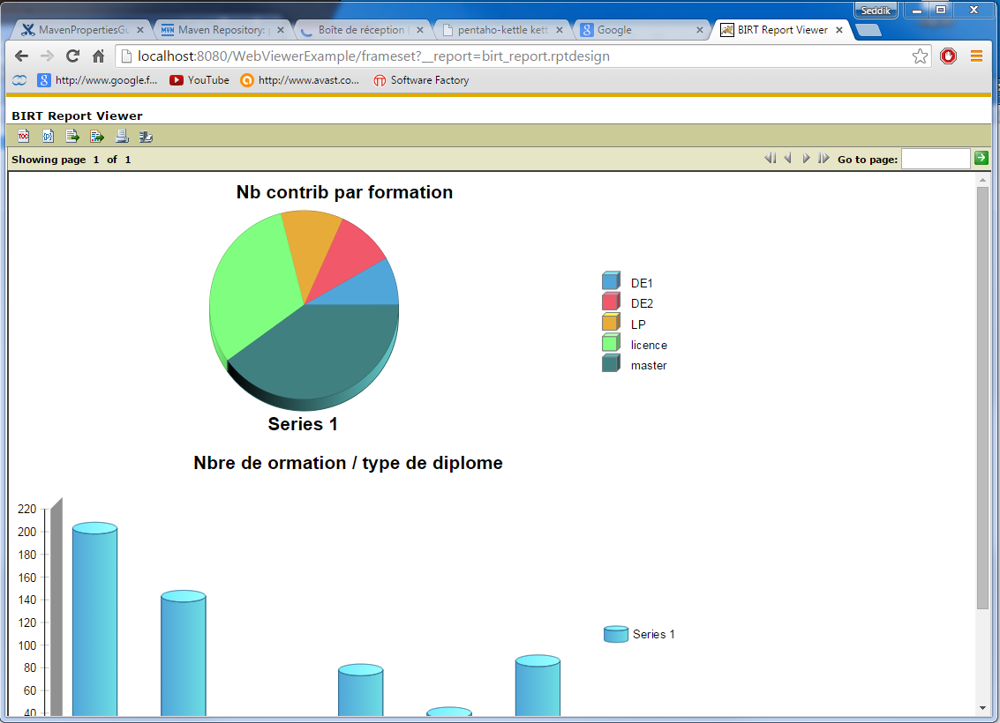 Seddik
MavenPropertiesGu
Maven Repository:
Boîte de réception
pentaho-kettle kett
Google
BIRT Report Viewer
localhost:8080/WebViewerExample/frameset?__report=birt_report.rptdesign
http://www.google.f...
YouTube
http://www.avast.co...
Software Factory
BIRT Report Viewer
Showing page 1 of 1
Go to page:
Nb contrib par formation
DE1
DE2
LP
licence
master
Series 1
Nbre de ormation / type de diplome
220
200
180
160
140
120
100
80
60
40
Series 1